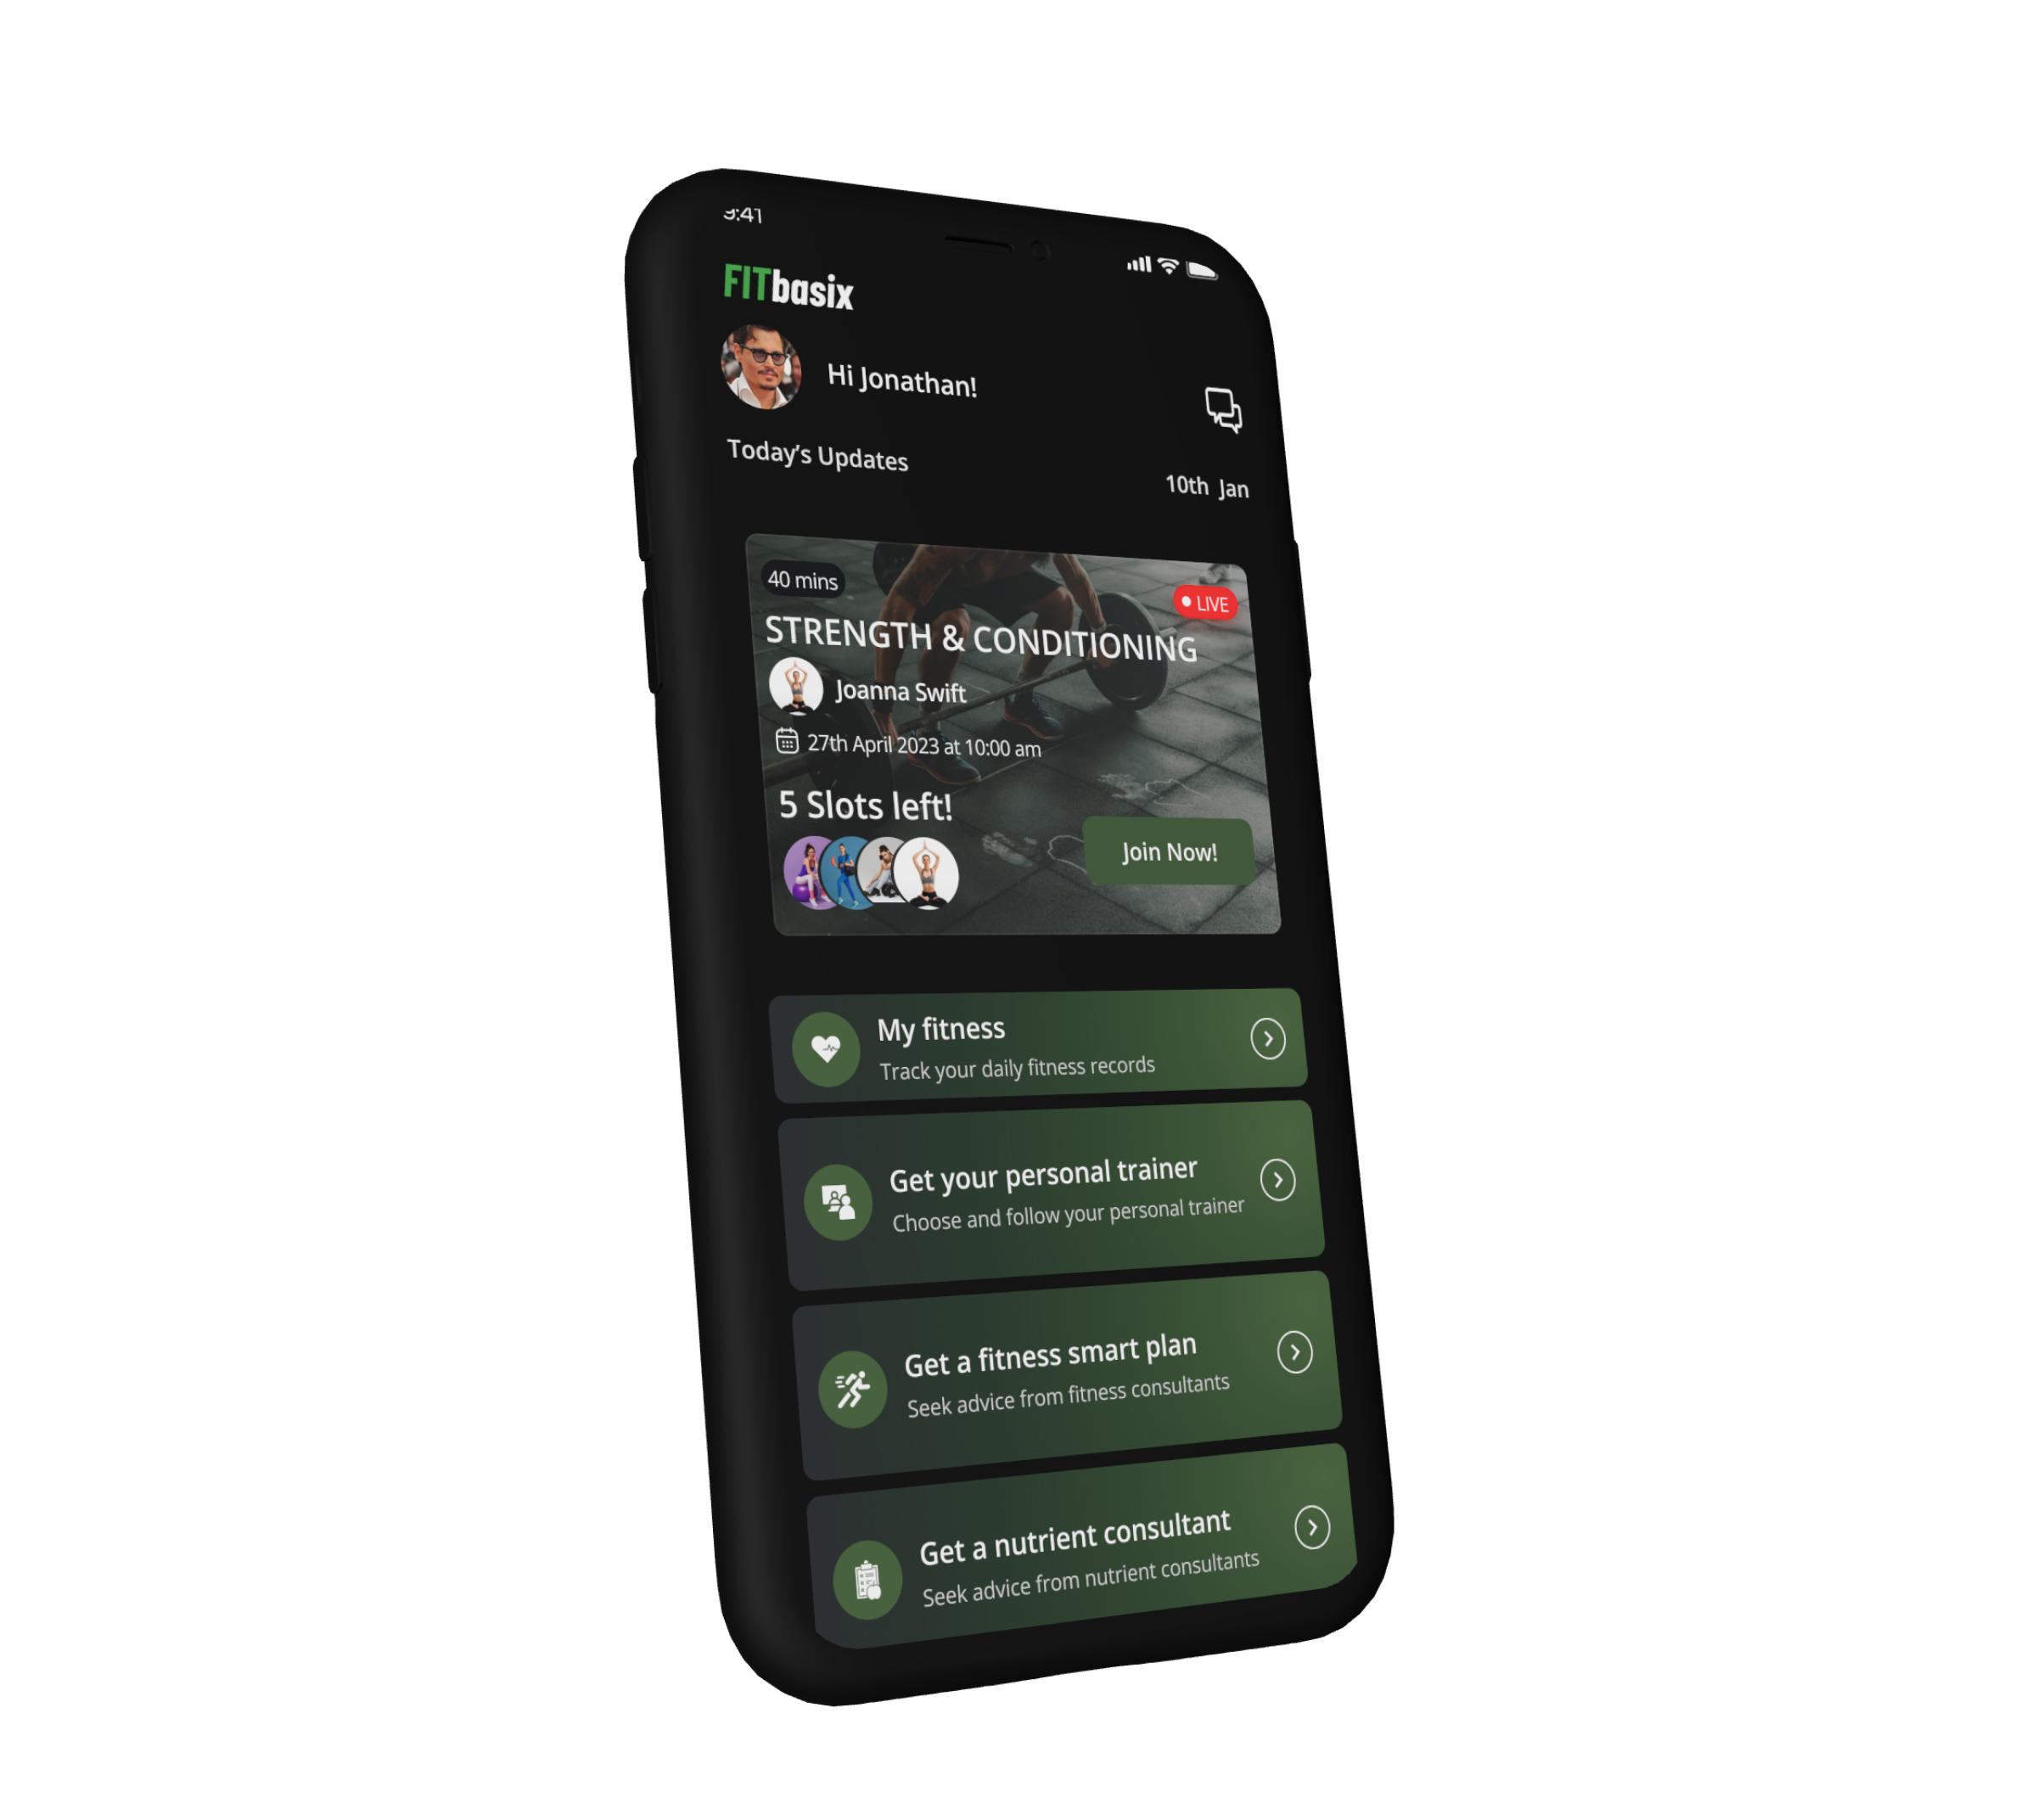 9:41
FITbasix
Hi Jonathan!
Today's Updates
10th Jan
40 mins
LIVE
STRENGTH & CONDITIONING
Joanna Swift
27th April 2023 at 10:00 am
5 Slots left!
Join Now!
My fitness
Track your daily fitness records
Get your personal trainer
Choose and follow your personal trainer
Get a fitness smart plan
Seek advice from fitness consultants
Get a nutrient consultant
Seek advice from nutrient consultants